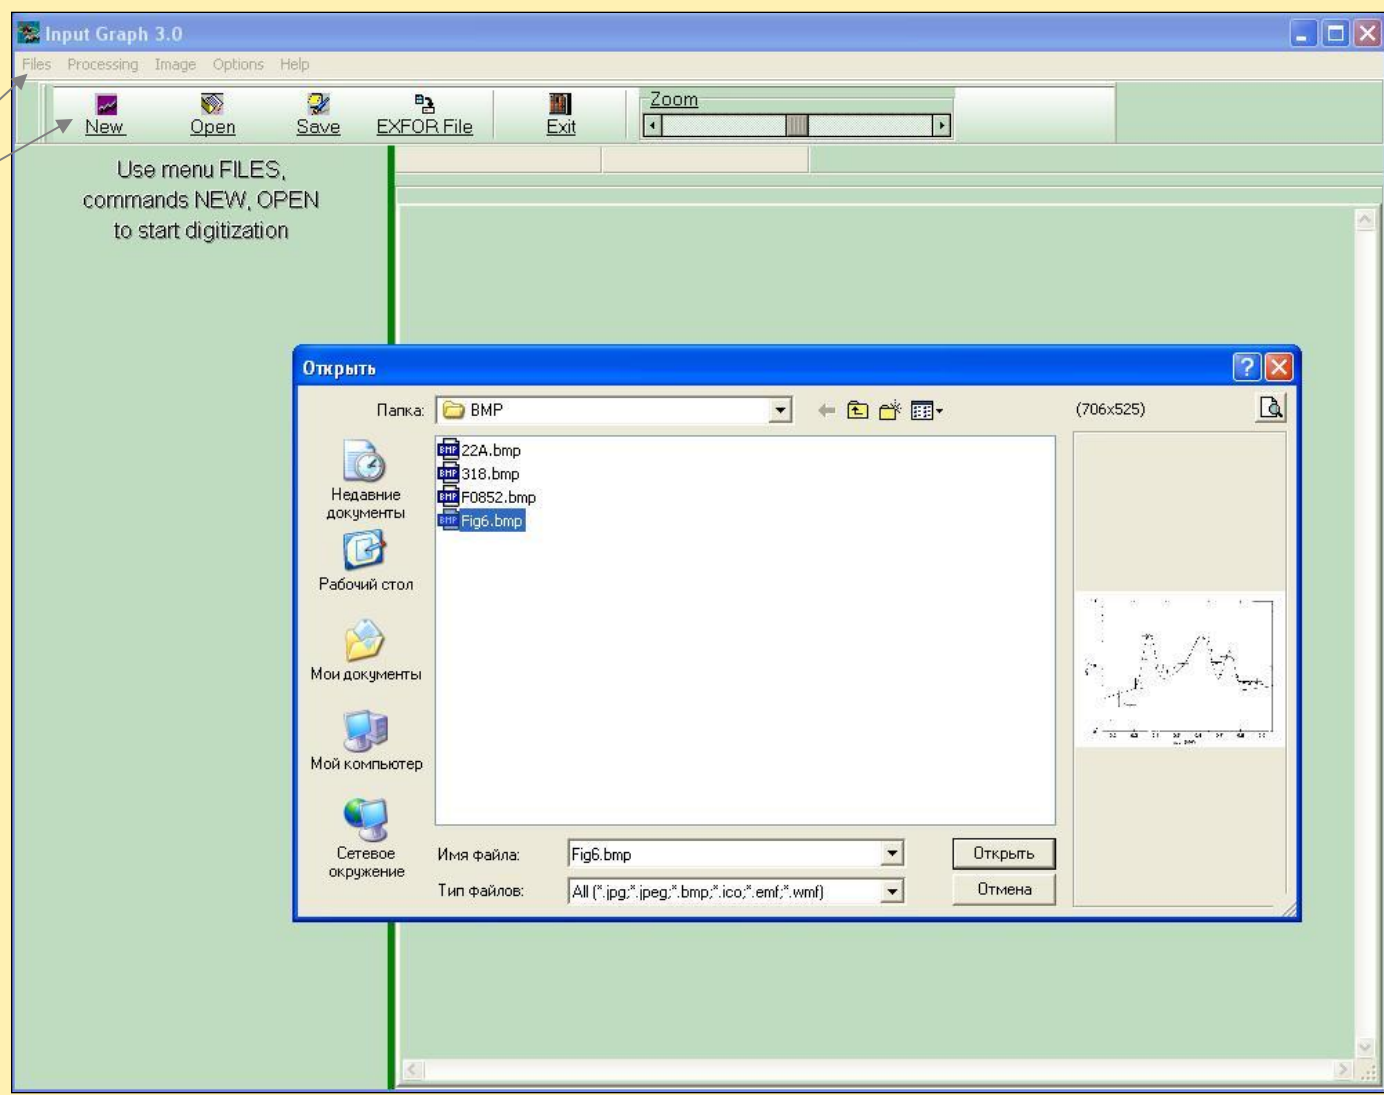 Input Graph 3.0
Files Processing Image Options Help
New Open Save EXFOR File Exit Zoom
Use menu FILES,
commands NEW, OPEN
to start digitization
Открыть
Папка: BMP (706x525)
22A.bmp
318.bmp
F0852.bmp
Fig6.bmp
Недавние
документы
Рабочий стол
Мои документы
Мой компьютер
Сетевое
окружение
Имя файла: Fig6.bmp Открыть
Тип файлов: All (*.jpg;*.jpeg;*.bmp;*.ico;*.emf;*.wmf) Отмена